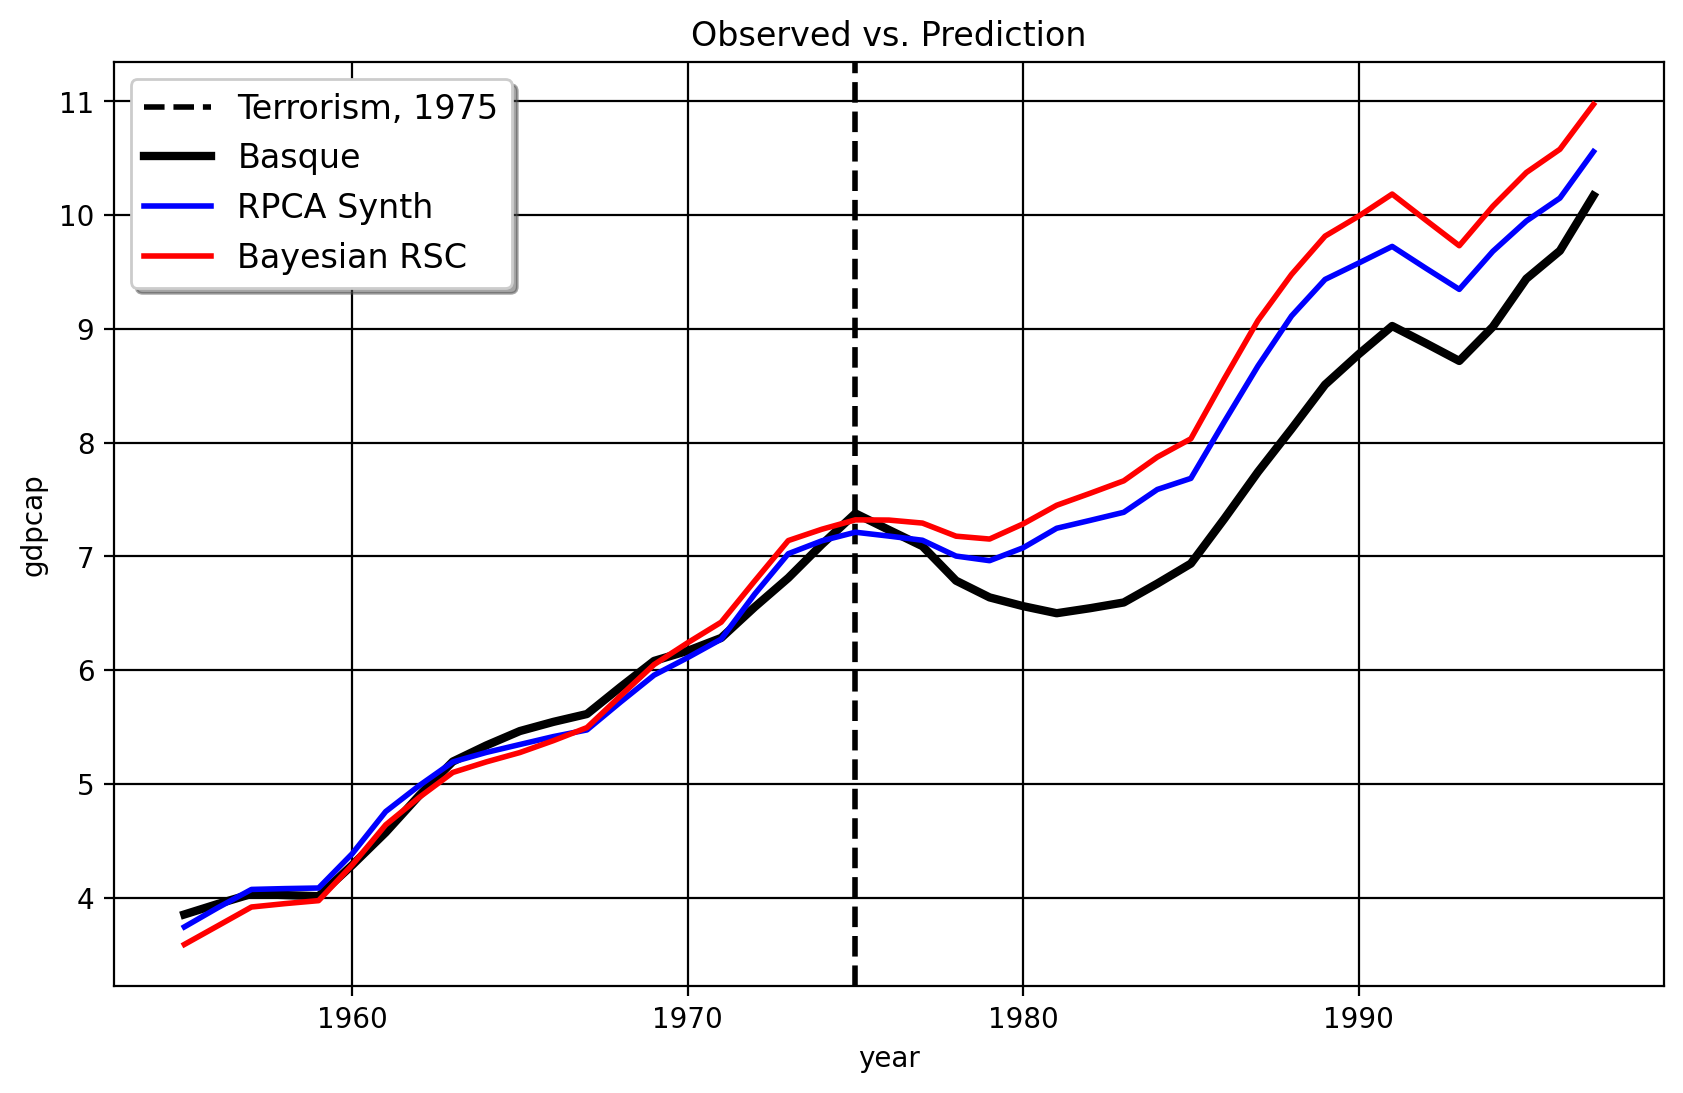 Observed vs. Prediction
Terrorism, 1975
Basque
RPCA Synth
Bayesian RSC
11
10
9
8
7
6
5
4
gdpcap
1960 1970 1980 1990
year